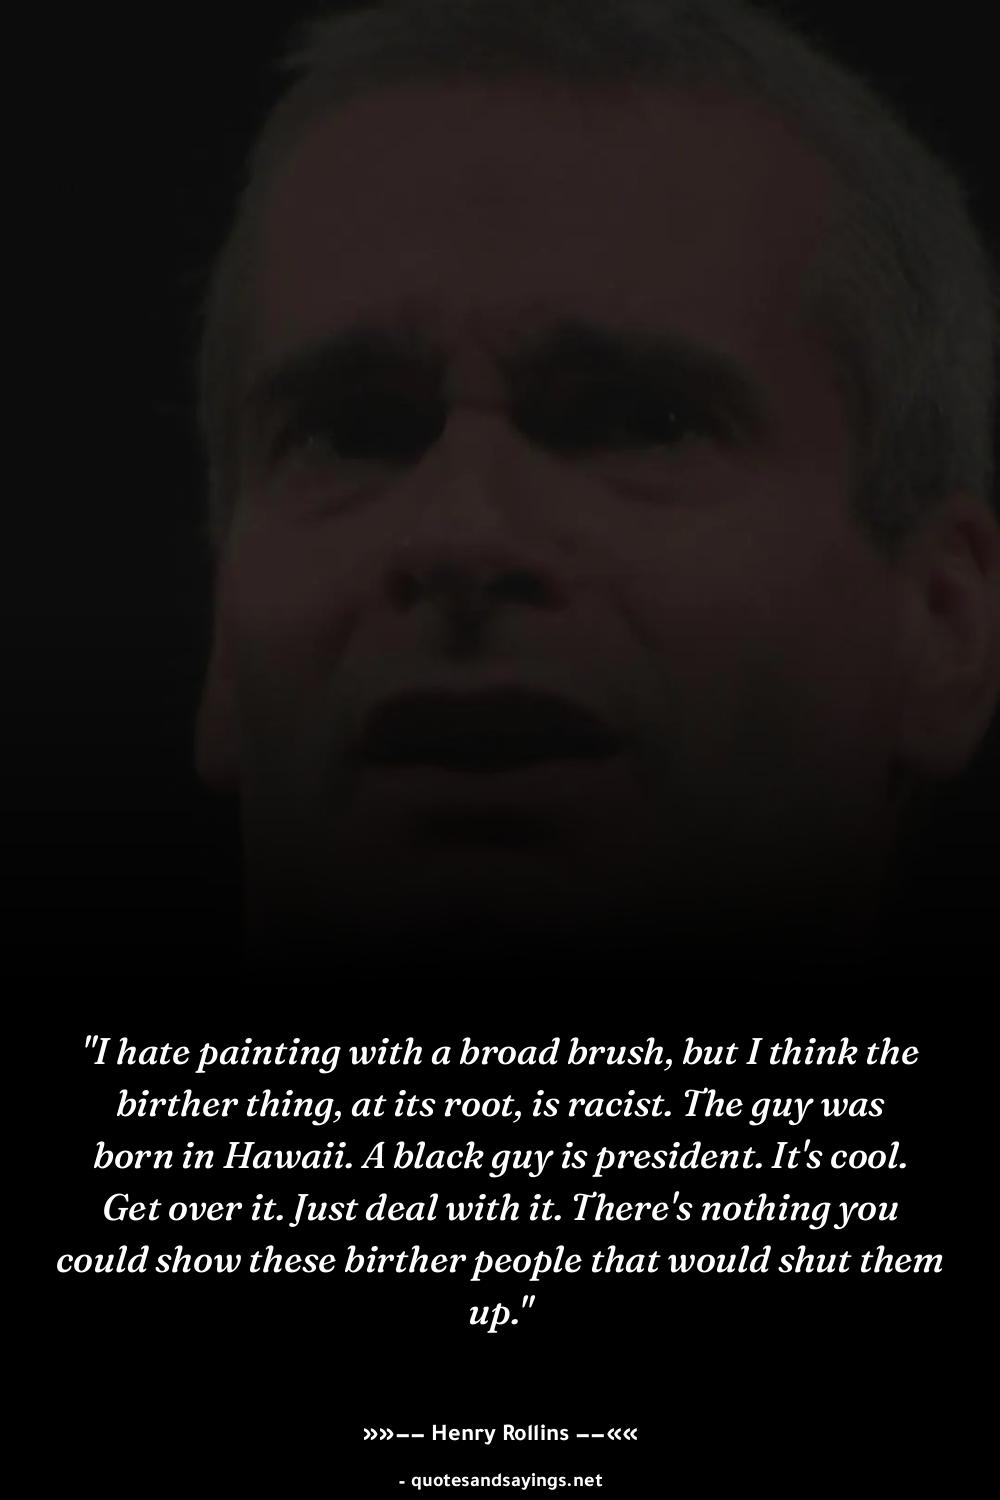 "I hate painting with a broad brush, but I think the
birther thing, at its root, is racist. The guy was
born in Hawaii. A black guy is president. It's cool.
Get over it. Just deal with it. There's nothing you
could show these birther people that would shut them
up."
»»–– Henry Rollins ––««
- quotesandsayings.net